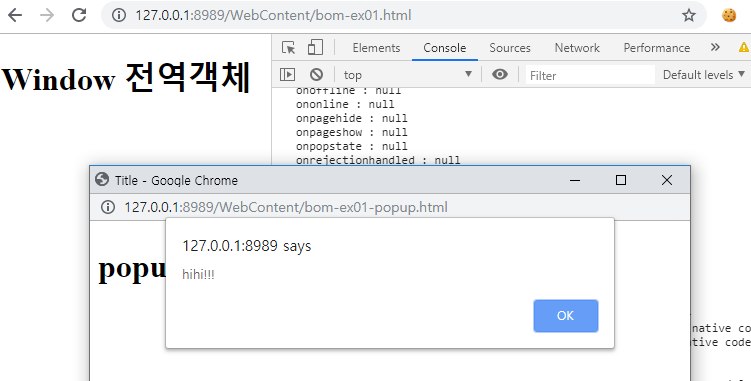 127.0.0.1:8989/WebContent/bom-ex01.html
Elements Console Sources Network Performance »
top Filter Default levels
Window 전역객체
onoffline : null
ononline : null
onpagehide : null
onpageshow : null
onpopstate : null
onrejectionhandled : null
Title - Google Chrome
127.0.0.1:8989/WebContent/bom-ex01-popup.html
127.0.0.1:8989 says
popu
hihi!!!
OK
native co
tive code